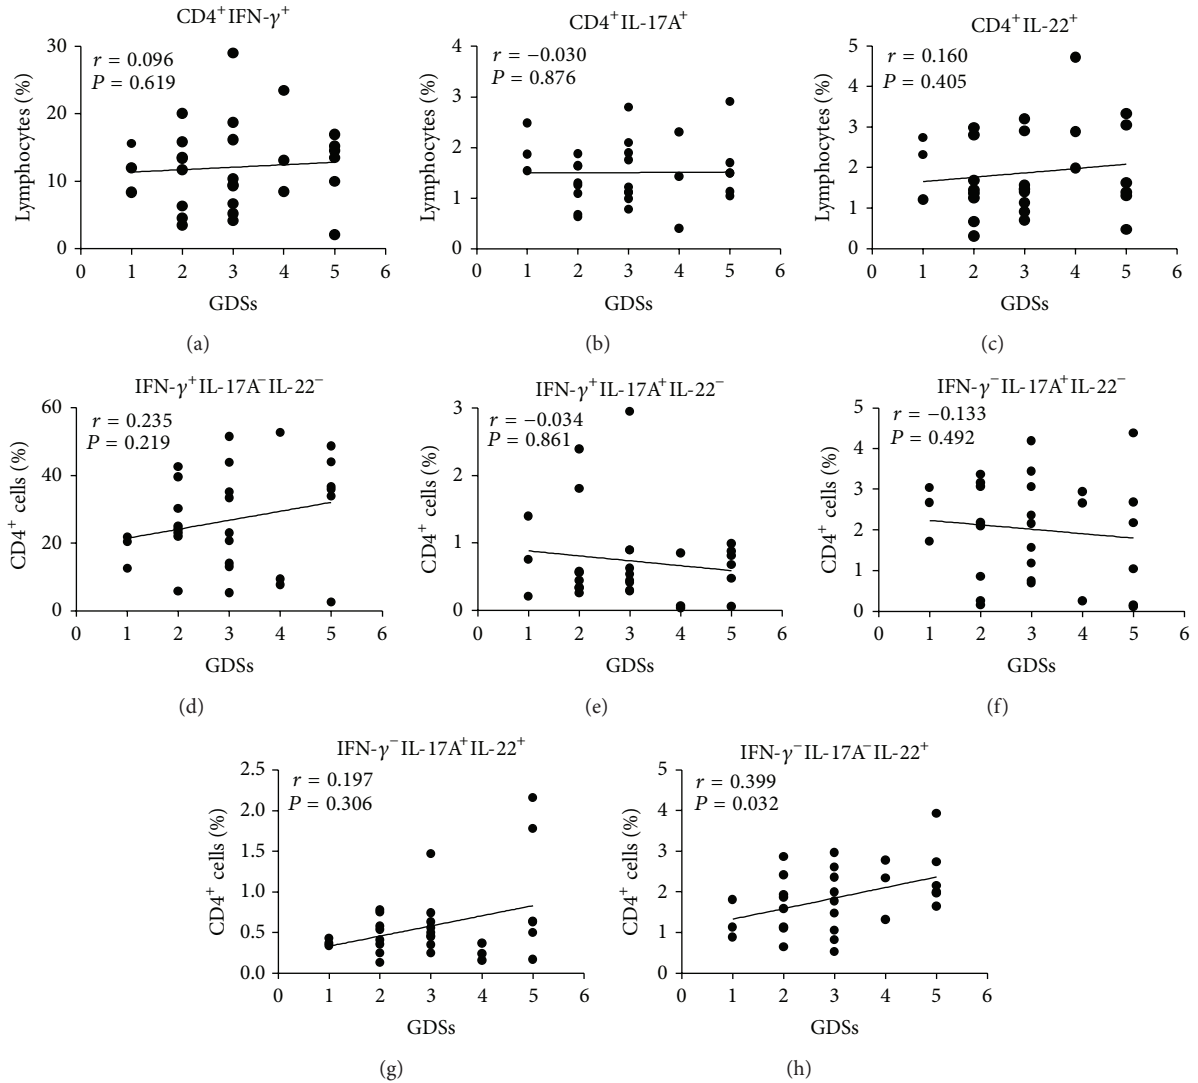 CD4⁺IFN-γ⁺
r = 0.096
P = 0.619
Lymphocytes (%)
30
20
10
0
0 1 2 3 4 5 6
GDSs
(a)
CD4⁺IL-17A⁺
r = −0.030
P = 0.876
Lymphocytes (%)
4
3
2
1
0
0 1 2 3 4 5 6
GDSs
(b)
CD4⁺IL-22⁺
r = 0.160
P = 0.405
Lymphocytes (%)
5
4
3
2
1
0
0 1 2 3 4 5 6
GDSs
(c)
IFN-γ⁺IL-17A⁻IL-22⁻
r = 0.235
P = 0.219
CD4⁺ cells (%)
60
40
20
0
0 1 2 3 4 5 6
GDSs
(d)
IFN-γ⁺IL-17A⁺IL-22⁻
r = −0.034
P = 0.861
CD4⁺ cells (%)
3
2
1
0
0 1 2 3 4 5 6
GDSs
(e)
IFN-γ⁻IL-17A⁺IL-22⁻
r = −0.133
P = 0.492
CD4⁺ cells (%)
5
4
3
2
1
0
0 1 2 3 4 5 6
GDSs
(f)
IFN-γ⁻IL-17A⁺IL-22⁺
r = 0.197
P = 0.306
CD4⁺ cells (%)
2.5
2.0
1.5
1.0
0.5
0.0
0 1 2 3 4 5 6
GDSs
(g)
IFN-γ⁻IL-17A⁻IL-22⁺
r = 0.399
P = 0.032
CD4⁺ cells (%)
5
4
3
2
1
0
0 1 2 3 4 5 6
GDSs
(h)